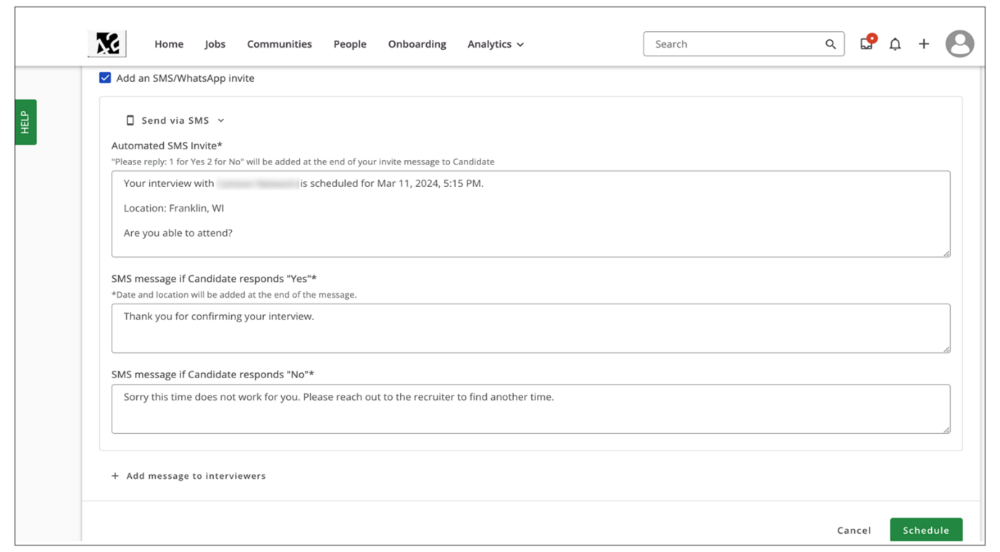 Home Jobs Communities People Onboarding Analytics Search
Add an SMS/WhatsApp invite
HELP
Send via SMS
Automated SMS Invite*
"Please reply: 1 for Yes 2 for No" will be added at the end of your invite message to Candidate
Your interview with is scheduled for Mar 11, 2024, 5:15 PM.
Location: Franklin, WI
Are you able to attend?
SMS message if Candidate responds "Yes"*
*Date and location will be added at the end of the message.
Thank you for confirming your interview.
SMS message if Candidate responds "No"*
Sorry this time does not work for you. Please reach out to the recruiter to find another time.
+ Add message to interviewers
Cancel Schedule